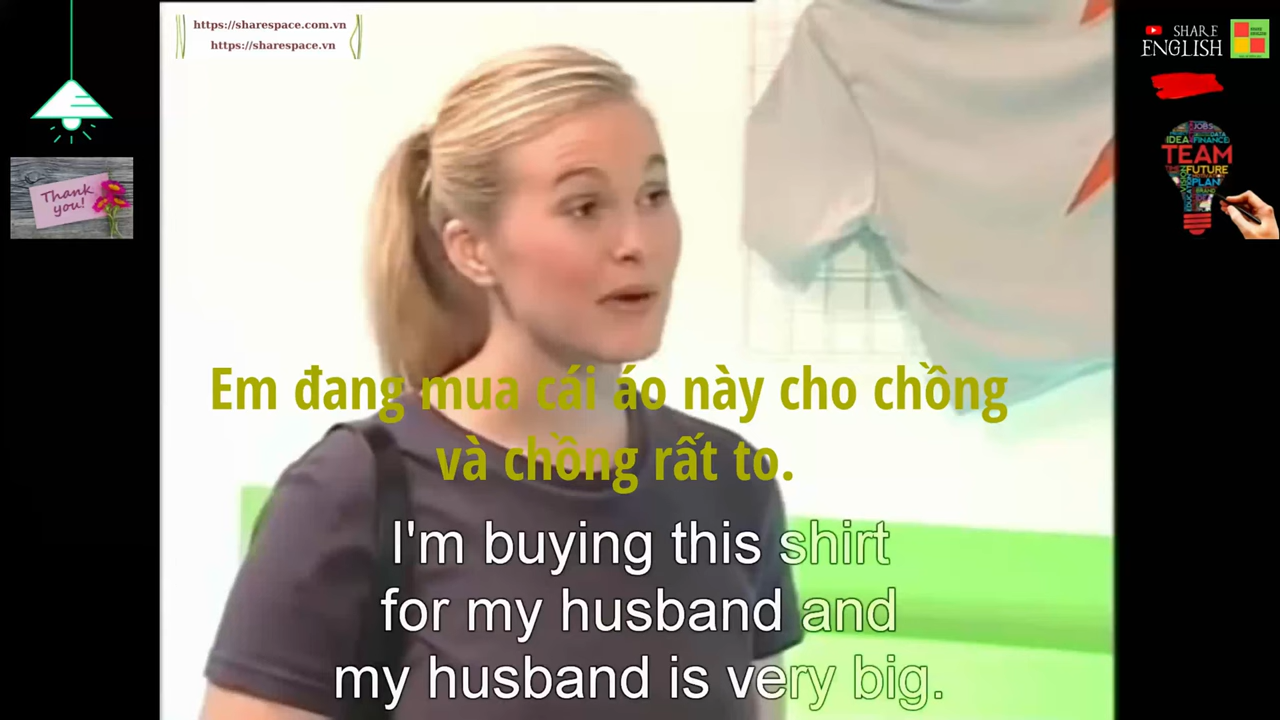 https://sharespace.com.vn
https://sharespace.vn
SHARE
ENGLISH
Thank
you!
JOBS
IDEA FINANCE
TEAM
FUTURE
PLAN
BRAND
Em đang mua cái áo này cho chồng
và chồng rất to.
I'm buying this shirt
for my husband and
my husband is very big.